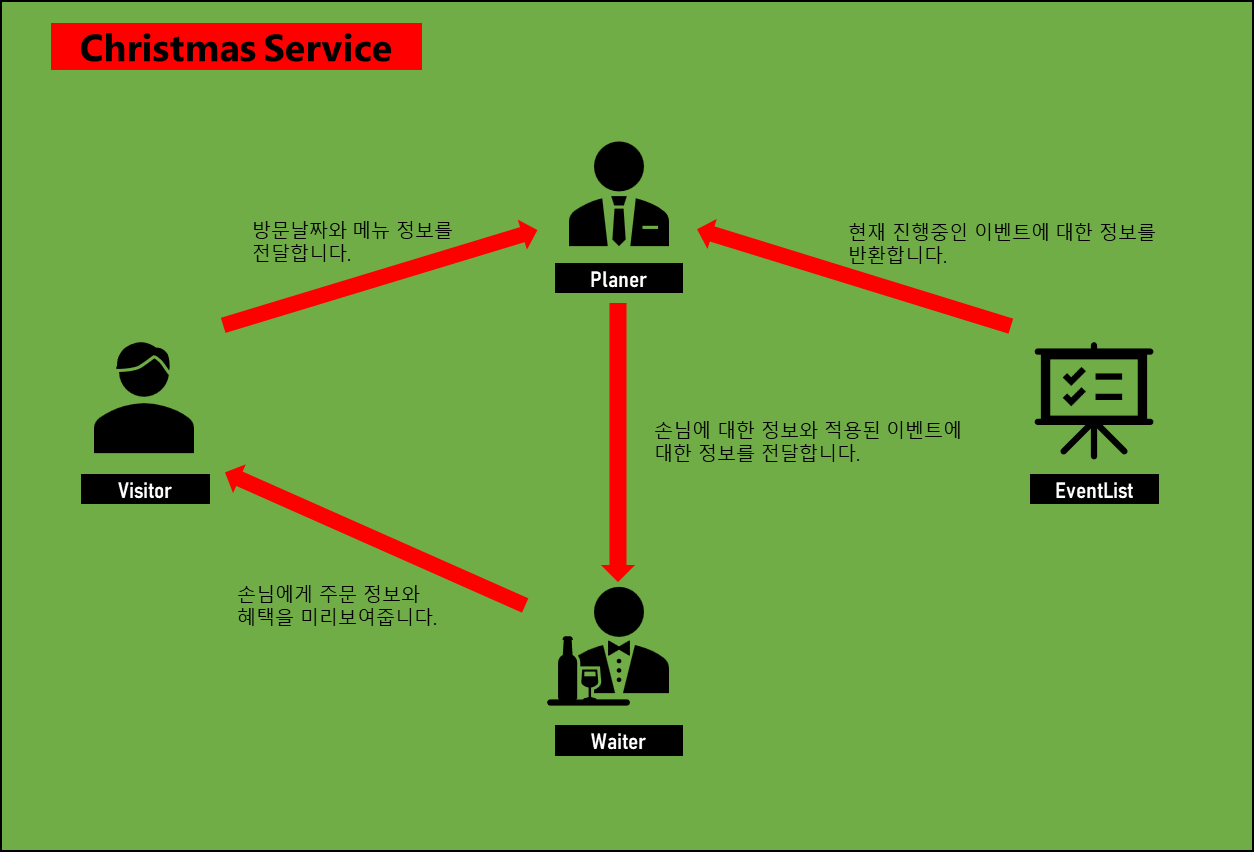 Christmas Service
방문날짜와 메뉴 정보를
전달합니다.
현재 진행중인 이벤트에 대한 정보를
반환합니다.
Planer
손님에 대한 정보와 적용된 이벤트에
대한 정보를 전달합니다.
Visitor
EventList
손님에게 주문 정보와
혜택을 미리보여줍니다.
Waiter